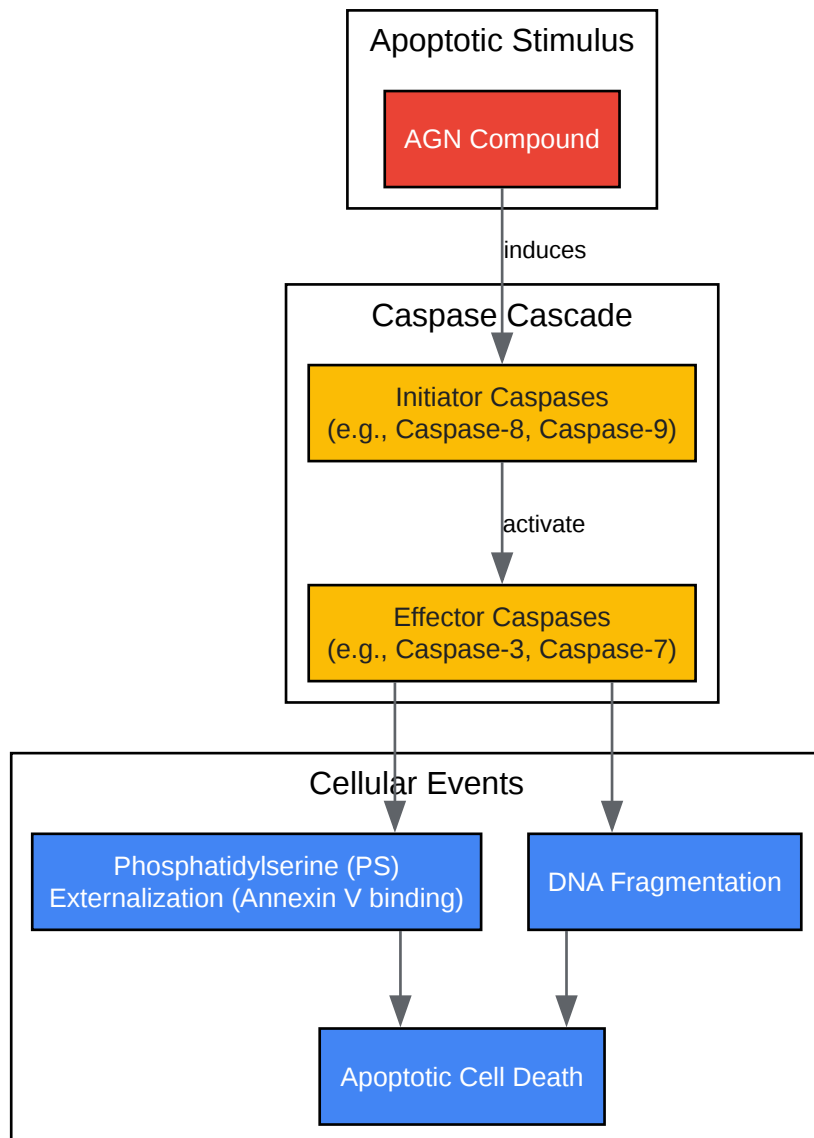 Apoptotic Stimulus
AGN Compound
induces
Caspase Cascade
Initiator Caspases
(e.g., Caspase-8, Caspase-9)
activate
Effector Caspases
(e.g., Caspase-3, Caspase-7)
Cellular Events
Phosphatidylserine (PS)
Externalization (Annexin V binding)
DNA Fragmentation
Apoptotic Cell Death